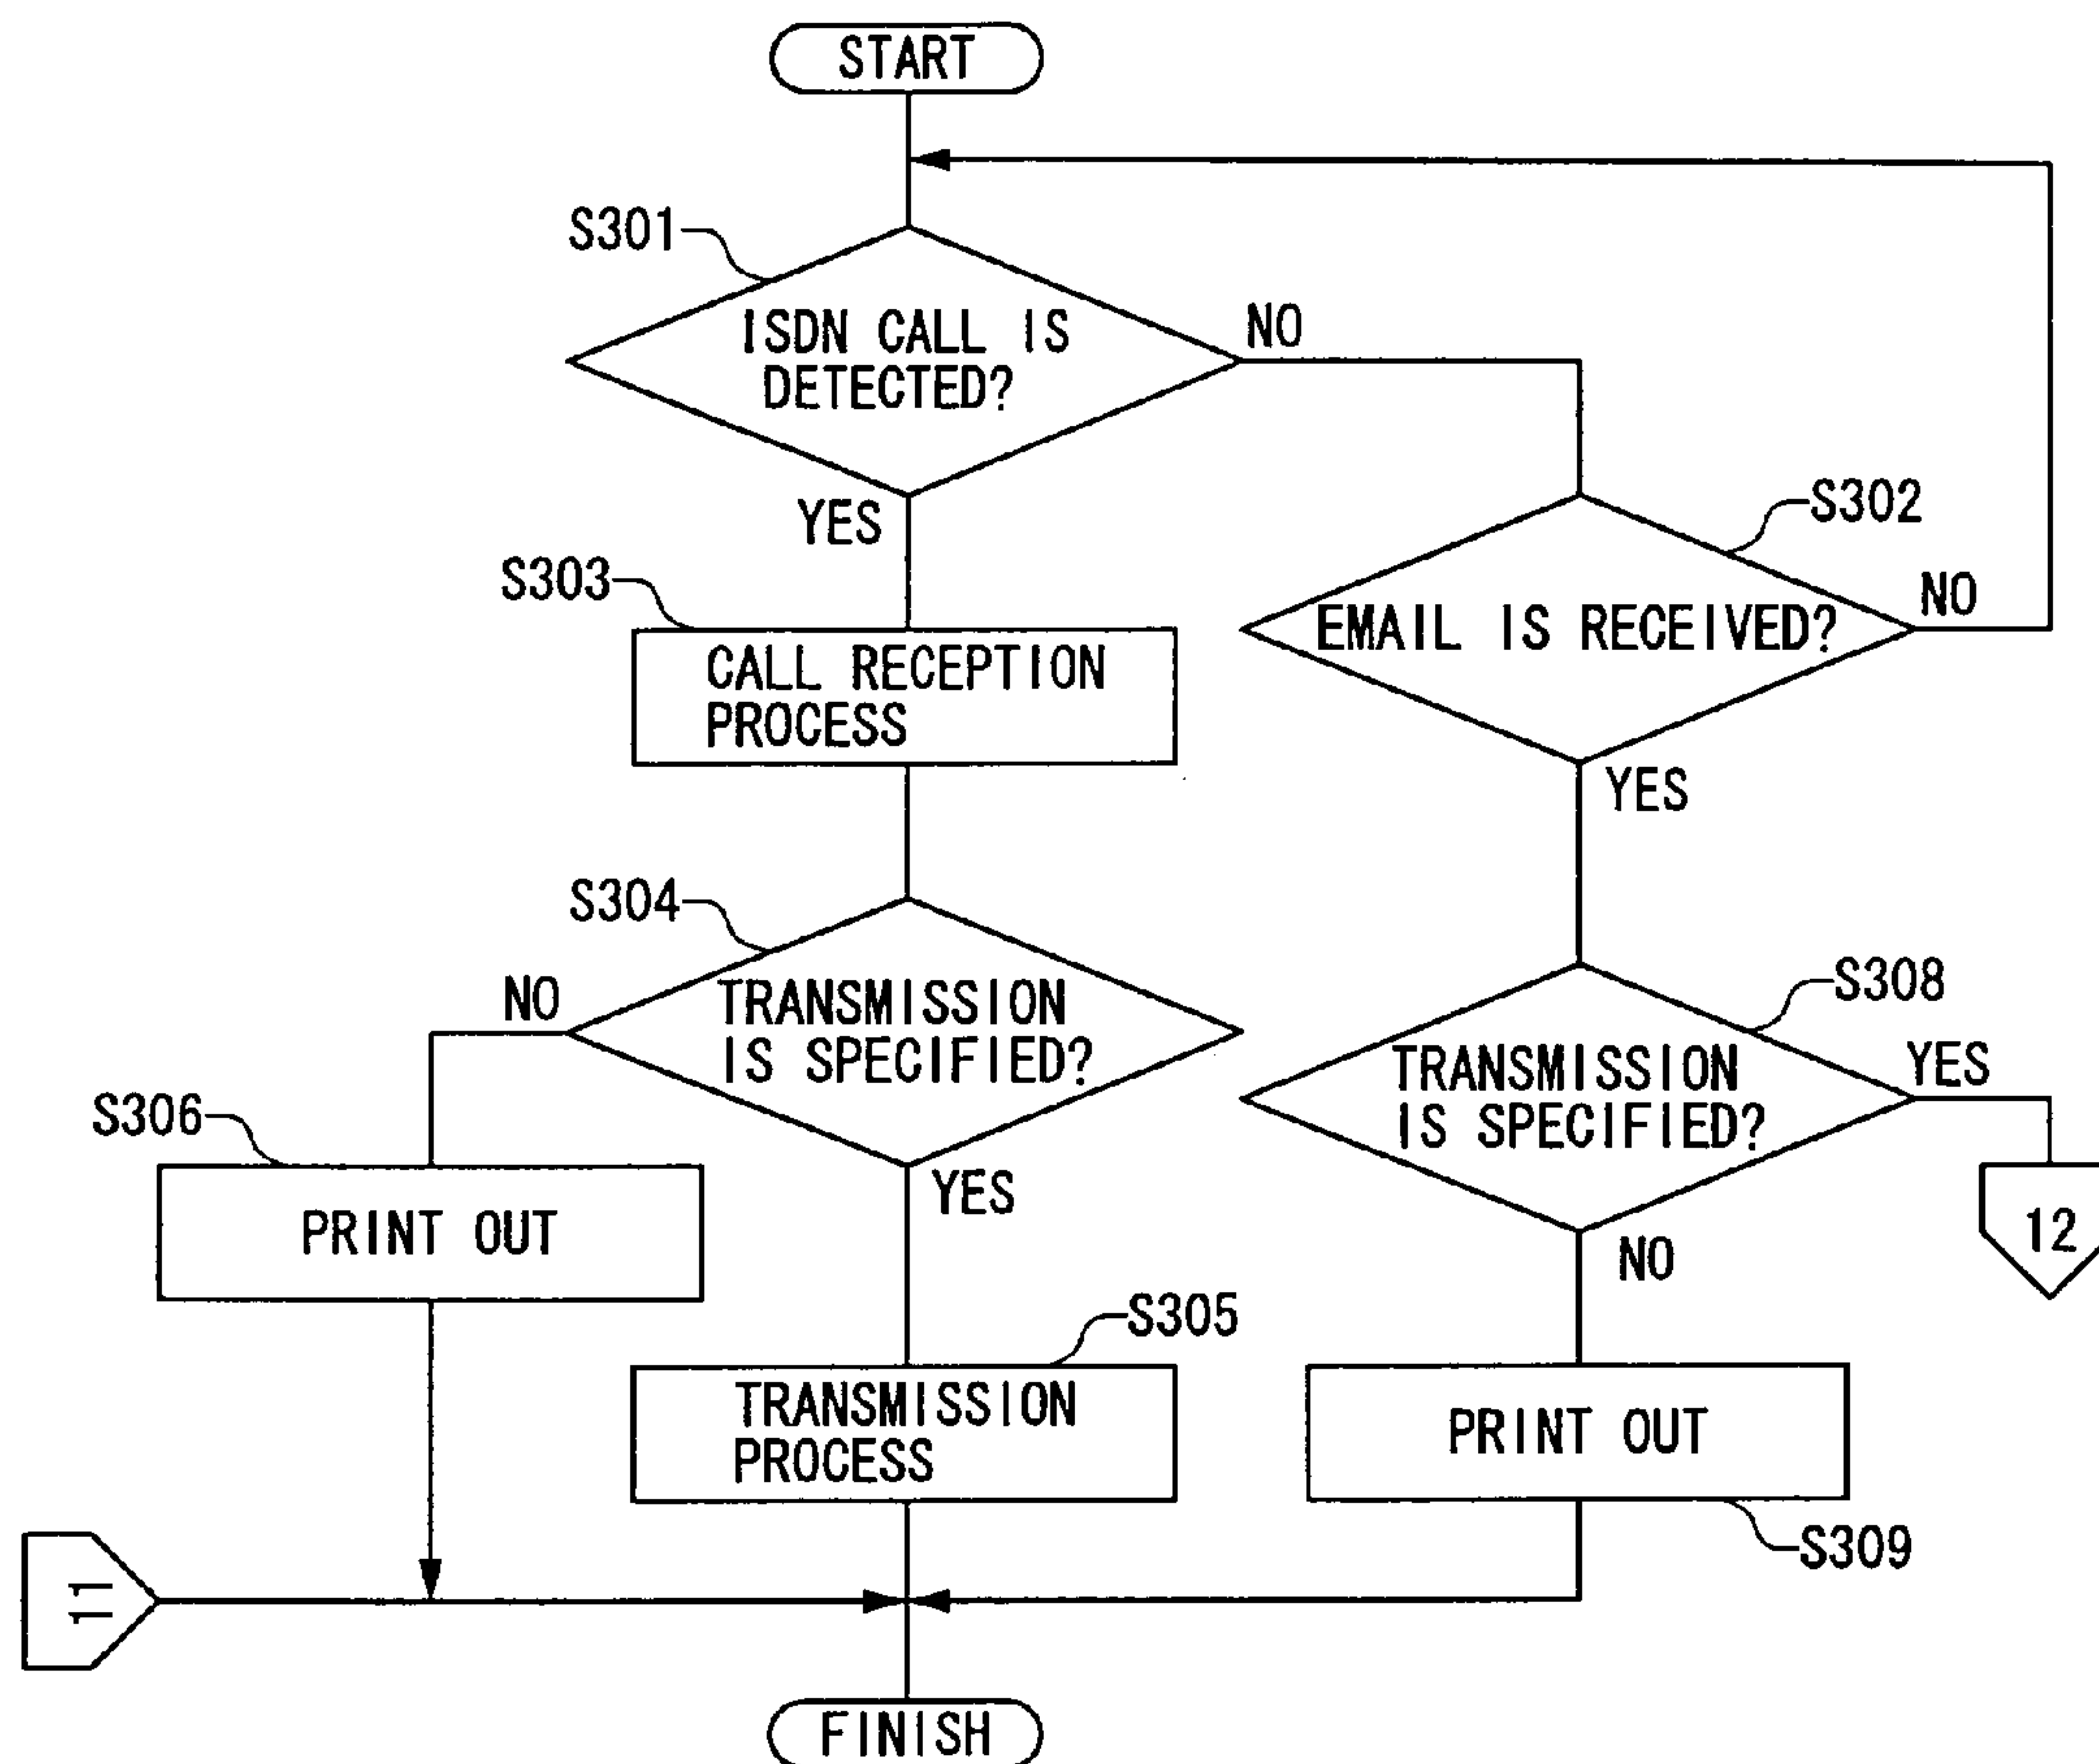 START
S301
ISDN CALL IS
DETECTED?
NO
YES
S302
EMAIL IS RECEIVED?
NO
YES
S303
CALL RECEPTION
PROCESS
S304
TRANSMISSION
IS SPECIFIED?
NO
YES
S308
TRANSMISSION
IS SPECIFIED?
YES
NO
12
S306
PRINT OUT
S305
TRANSMISSION
PROCESS
PRINT OUT
S309
11
FINISH